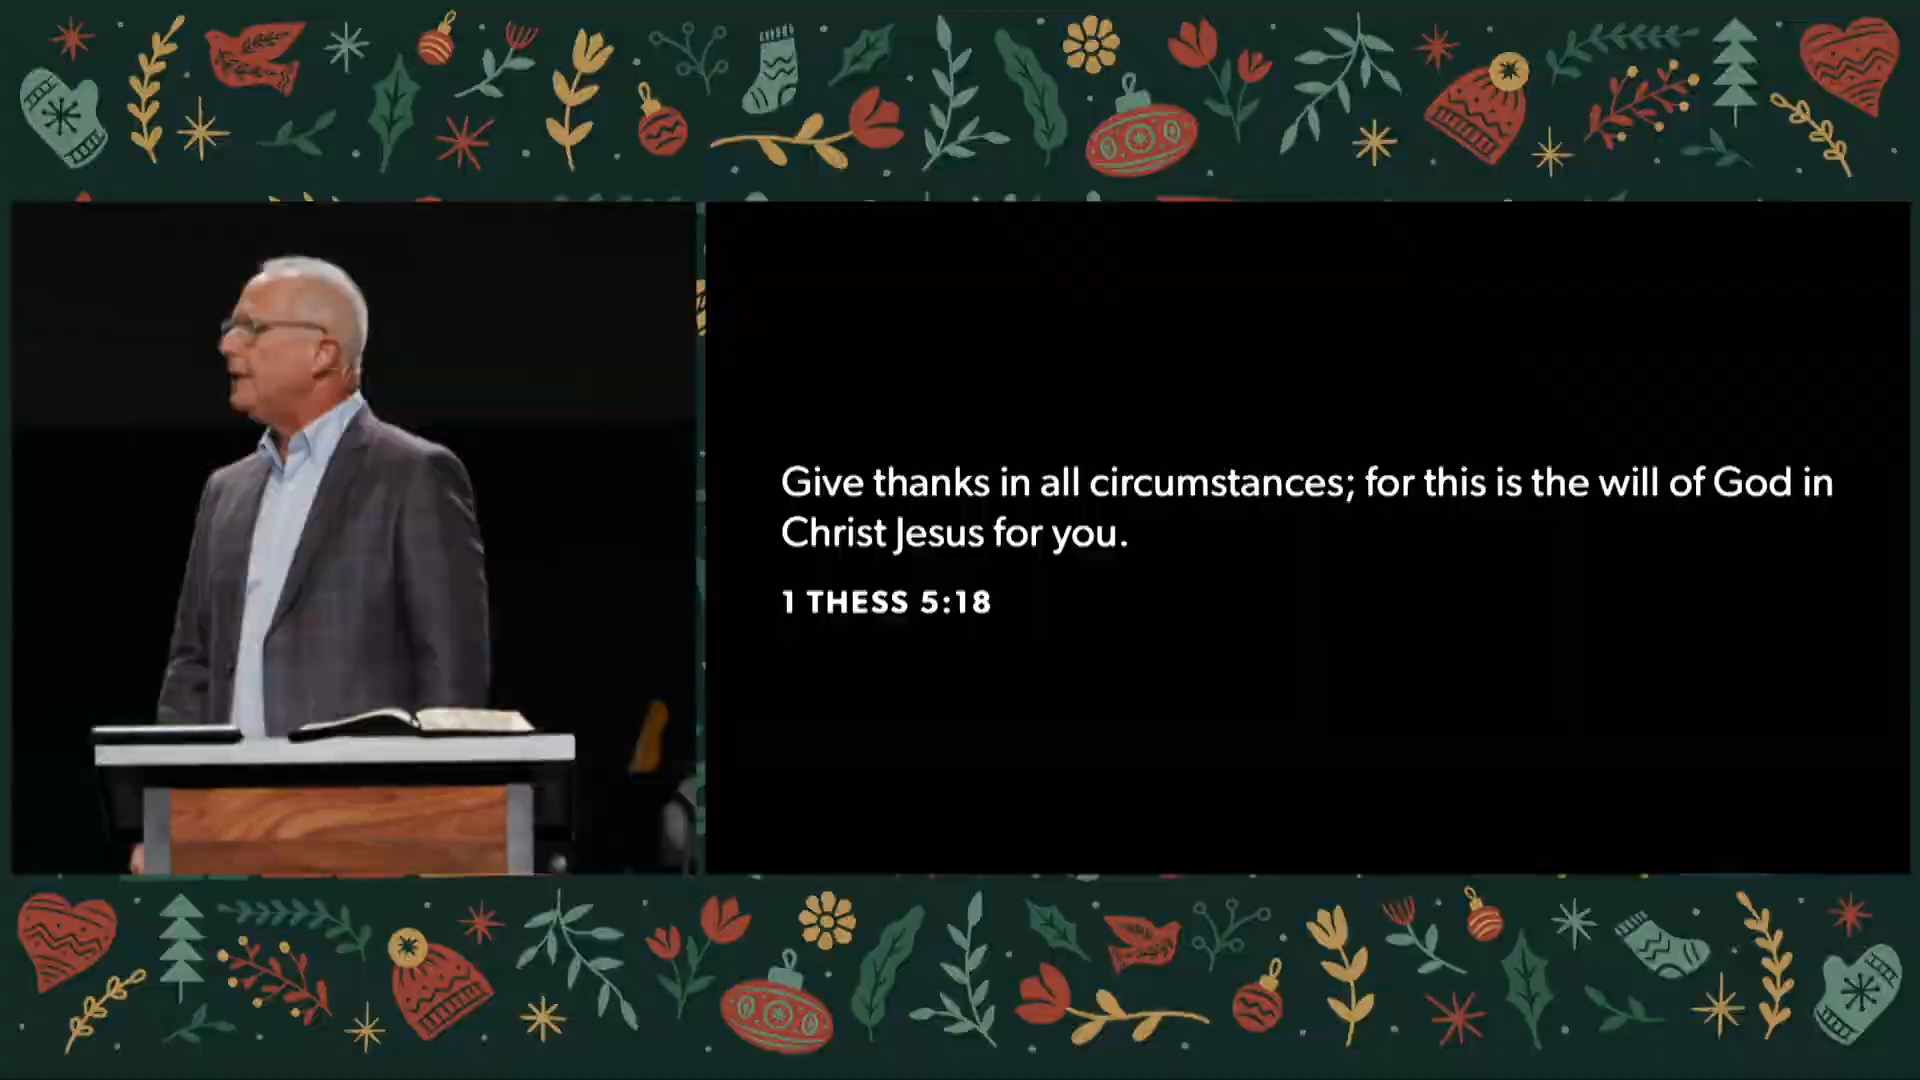 Give thanks in all circumstances; for this is the will of God in
Christ Jesus for you.
1 THESS 5:18